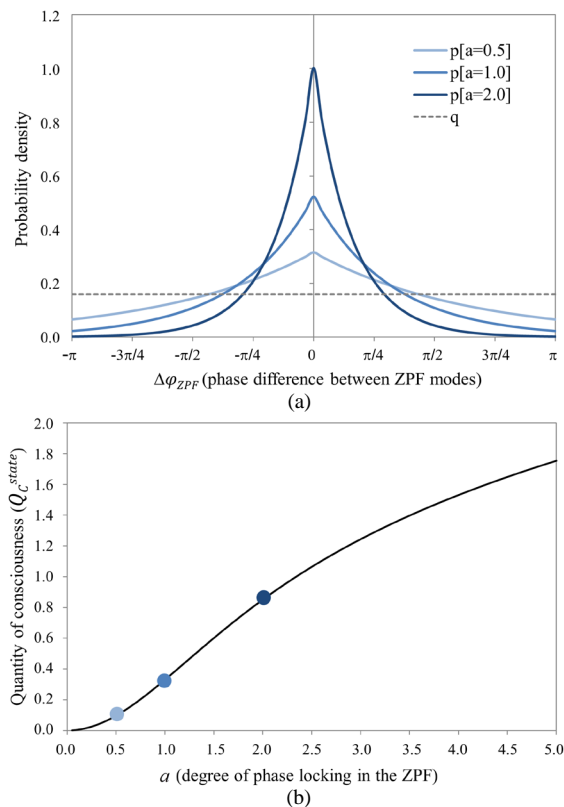 1.2
1.0
0.8
0.6
0.4
0.2
0.0
Probability density
p[a=0.5]
p[a=1.0]
p[a=2.0]
q
-π -3π/4 -π/2 -π/4 0 π/4 π/2 3π/4 π
Δφ_ZPF (phase difference between ZPF modes)
(a)
2.0
1.8
1.6
1.4
1.2
1.0
0.8
0.6
0.4
0.2
0.0
Quantity of consciousness (Q_C^state)
0.0 0.5 1.0 1.5 2.0 2.5 3.0 3.5 4.0 4.5 5.0
a (degree of phase locking in the ZPF)
(b)